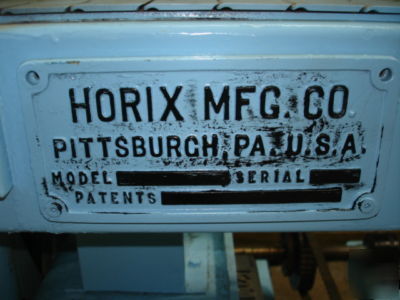 HORIX MFG. CO.
PITTSBURGH, PA. U.S.A.
MODEL SERIAL
PATENTS